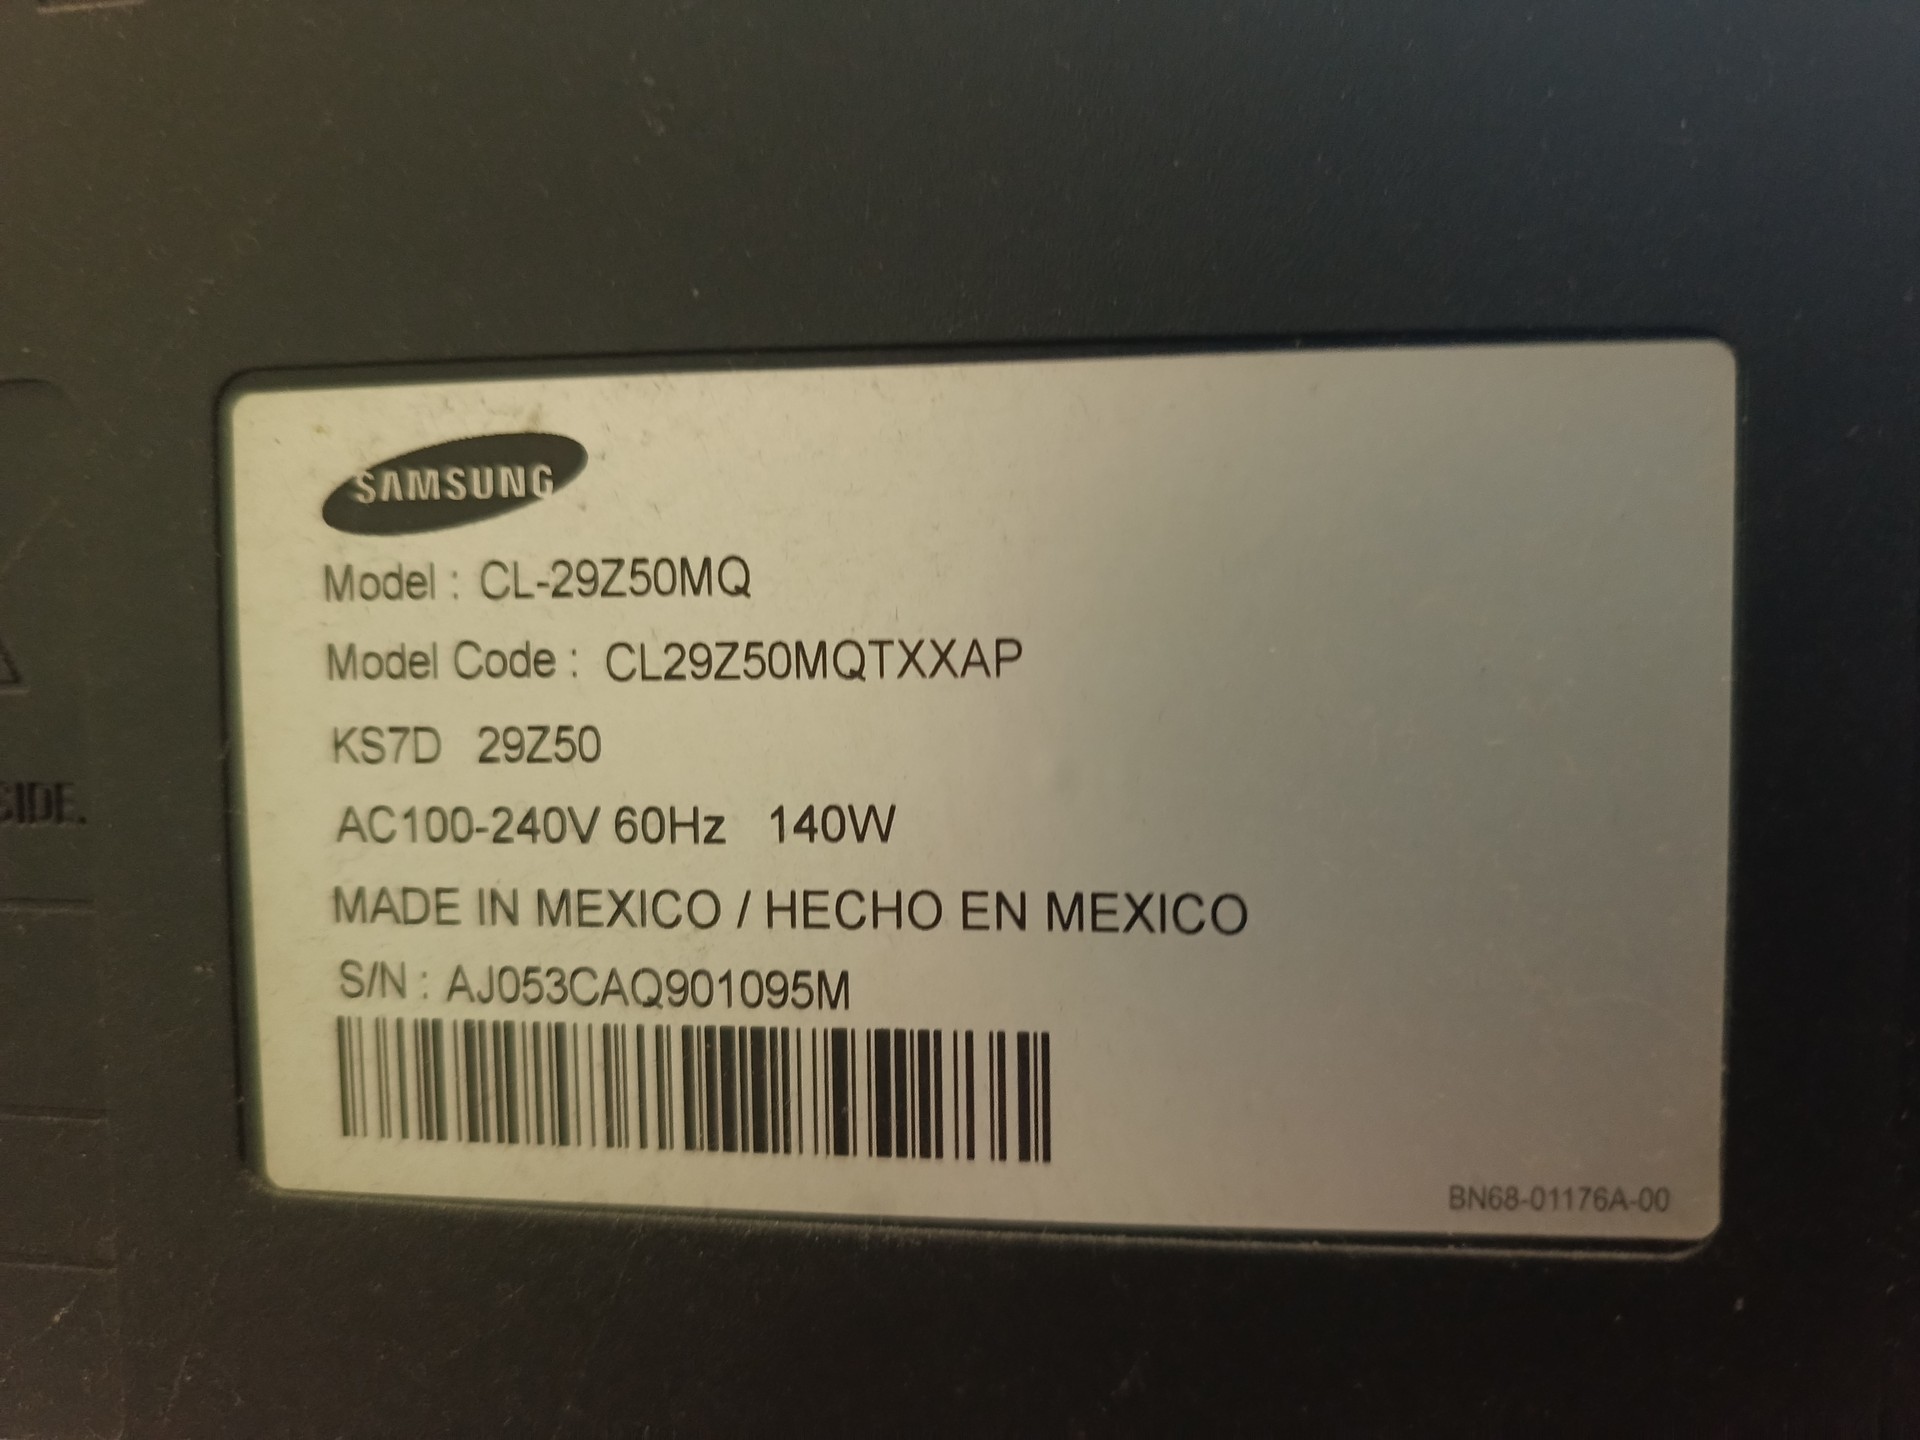 SAMSUNG
Model : CL-29Z50MQ
Model Code : CL29Z50MQTXXAP
KS7D 29Z50
AC100-240V 60Hz 140W
MADE IN MEXICO / HECHO EN MEXICO
S/N : AJ053CAQ901095M
BN68-01176A-00